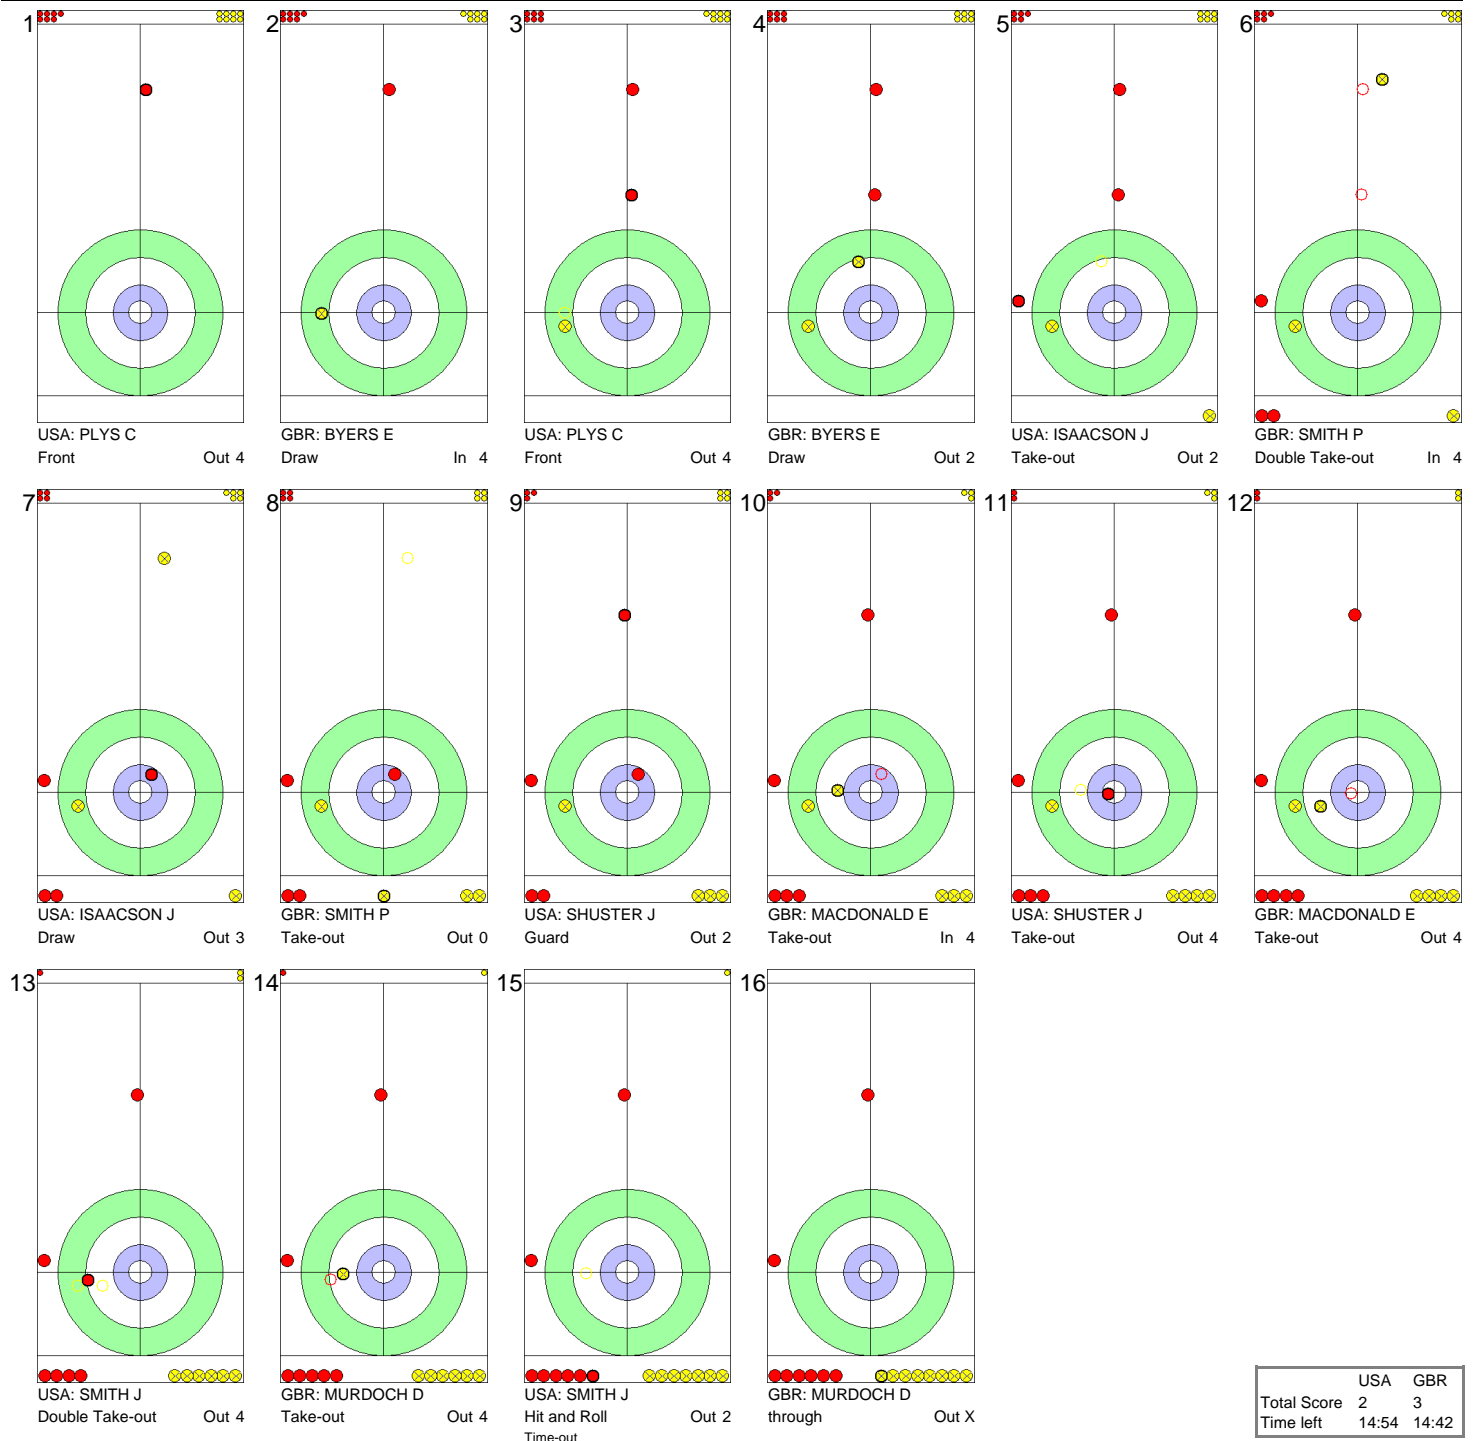 1 2 3 4 5 6
USA: PLYS C GBR: BYERS E USA: PLYS C GBR: BYERS E USA: ISAACSON J GBR: SMITH P
Front Out 4 Draw In 4 Front Out 4 Draw Out 2 Take-out Out 2 Double Take-out In 4
7 8 9 10 11 12
USA: ISAACSON J GBR: SMITH P USA: SHUSTER J GBR: MACDONALD E USA: SHUSTER J GBR: MACDONALD E
Draw Out 3 Take-out Out 0 Guard Out 2 Take-out In 4 Take-out Out 4 Take-out Out 4
13 14 15 16
USA: SMITH J GBR: MURDOCH D USA: SMITH J GBR: MURDOCH D
Double Take-out Out 4 Take-out Out 4 Hit and Roll Out 2 through Out X
Time-out
USA GBR
Total Score 2 3
Time left 14:54 14:42